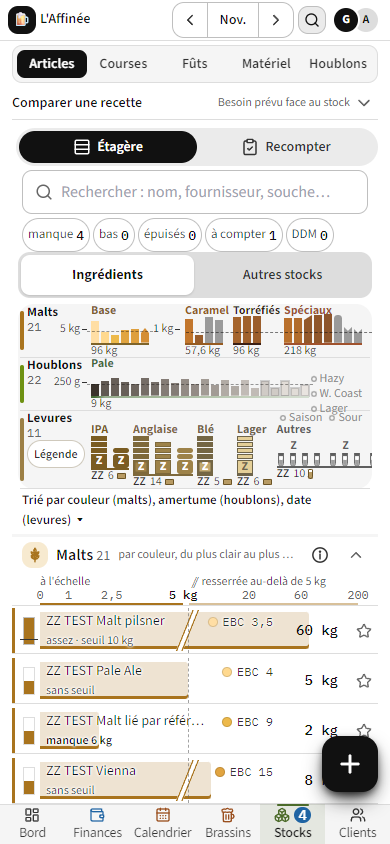 L'Affinée
Nov.
G
A
Articles
Courses
Fûts
Matériel
Houblons
Comparer une recette
Besoin prévu face au stock
Étagère
Recompter
Rechercher : nom, fournisseur, souche…
manque 4
bas 0
épuisés 0
à compter 1
DDM 0
Ingrédients
Autres stocks
Malts
21
Base
Caramel
Torréfiés
Spéciaux
5 kg
1 kg
96 kg
57,6 kg
96 kg
218 kg
Houblons
22
Pale
250 g
9 kg
Hazy
W. Coast
Lager
Saison
Sour
Levures
11
Légende
IPA
Anglaise
Blé
Lager
Autres
Z
Z
Z
Z
Z
Z
ZZ 6
ZZ 14
ZZ 5
ZZ 6
ZZ 10
Trié par couleur (malts), amertume (houblons), date
(levures)
Malts 21
par couleur, du plus clair au plus …
à l'échelle
// resserrée au-delà de 5 kg
0 1 2,5 5 kg 20 60 200
ZZ TEST Malt pilsner
assez · seuil 10 kg
EBC 3,5
60 kg
ZZ TEST Pale Ale
sans seuil
EBC 4
5 kg
ZZ TEST Malt lié par référ…
manque 6 kg
EBC 9
2 kg
ZZ TEST Vienna
sans seuil
EBC 15
8
+
Bord
Finances
Calendrier
Brassins
Stocks
4
Clients